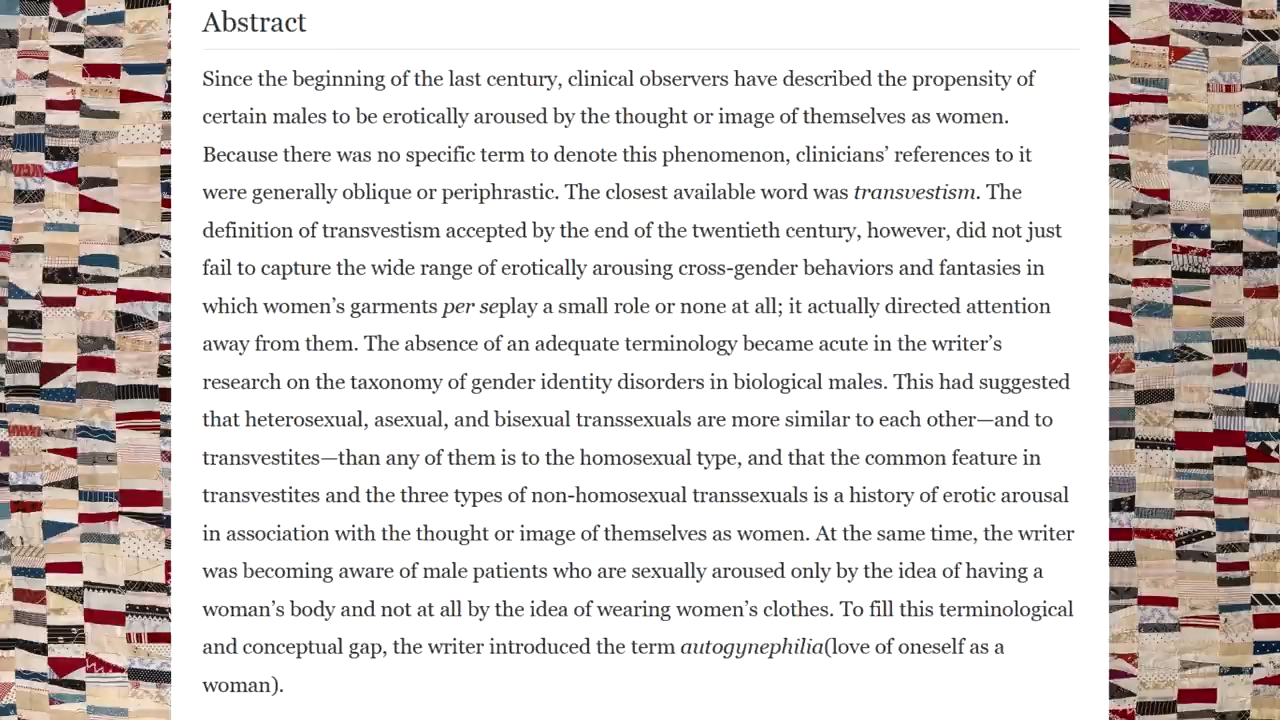 Abstract
Since the beginning of the last century, clinical observers have described the propensity of
certain males to be erotically aroused by the thought or image of themselves as women.
Because there was no specific term to denote this phenomenon, clinicians’ references to it
were generally oblique or periphrastic. The closest available word was transvestism. The
definition of transvestism accepted by the end of the twentieth century, however, did not just
fail to capture the wide range of erotically arousing cross-gender behaviors and fantasies in
which women’s garments per seplay a small role or none at all; it actually directed attention
away from them. The absence of an adequate terminology became acute in the writer’s
research on the taxonomy of gender identity disorders in biological males. This had suggested
that heterosexual, asexual, and bisexual transsexuals are more similar to each other—and to
transvestites—than any of them is to the homosexual type, and that the common feature in
transvestites and the three types of non-homosexual transsexuals is a history of erotic arousal
in association with the thought or image of themselves as women. At the same time, the writer
was becoming aware of male patients who are sexually aroused only by the idea of having a
woman’s body and not at all by the idea of wearing women’s clothes. To fill this terminological
and conceptual gap, the writer introduced the term autogynephilia(love of oneself as a
woman).